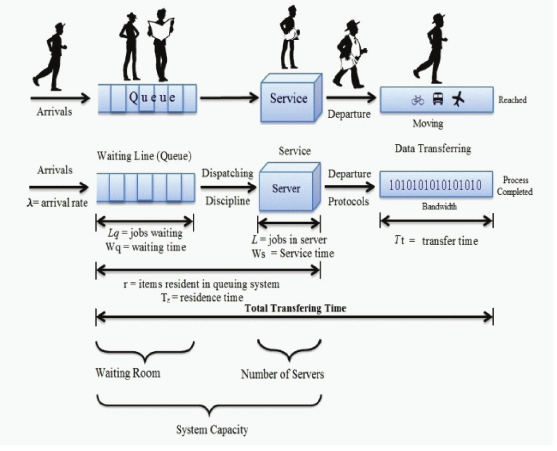 Queue
Service
Reached
Arrivals
Departure
Moving
Waiting Line (Queue)
Service
Data Transferring
Arrivals
Dispatching
Departure
Server
1010101010101010
Process
Completed
λ= arrival rate
Discipline
Protocols
Bandwidth
Lq = jobs waiting
Wq = waiting time
L = jobs in server
Ws = Service time
Tt = transfer time
r = items resident in queuing system
Tr = residence time
Total Transfering Time
Waiting Room
Number of Servers
System Capacity